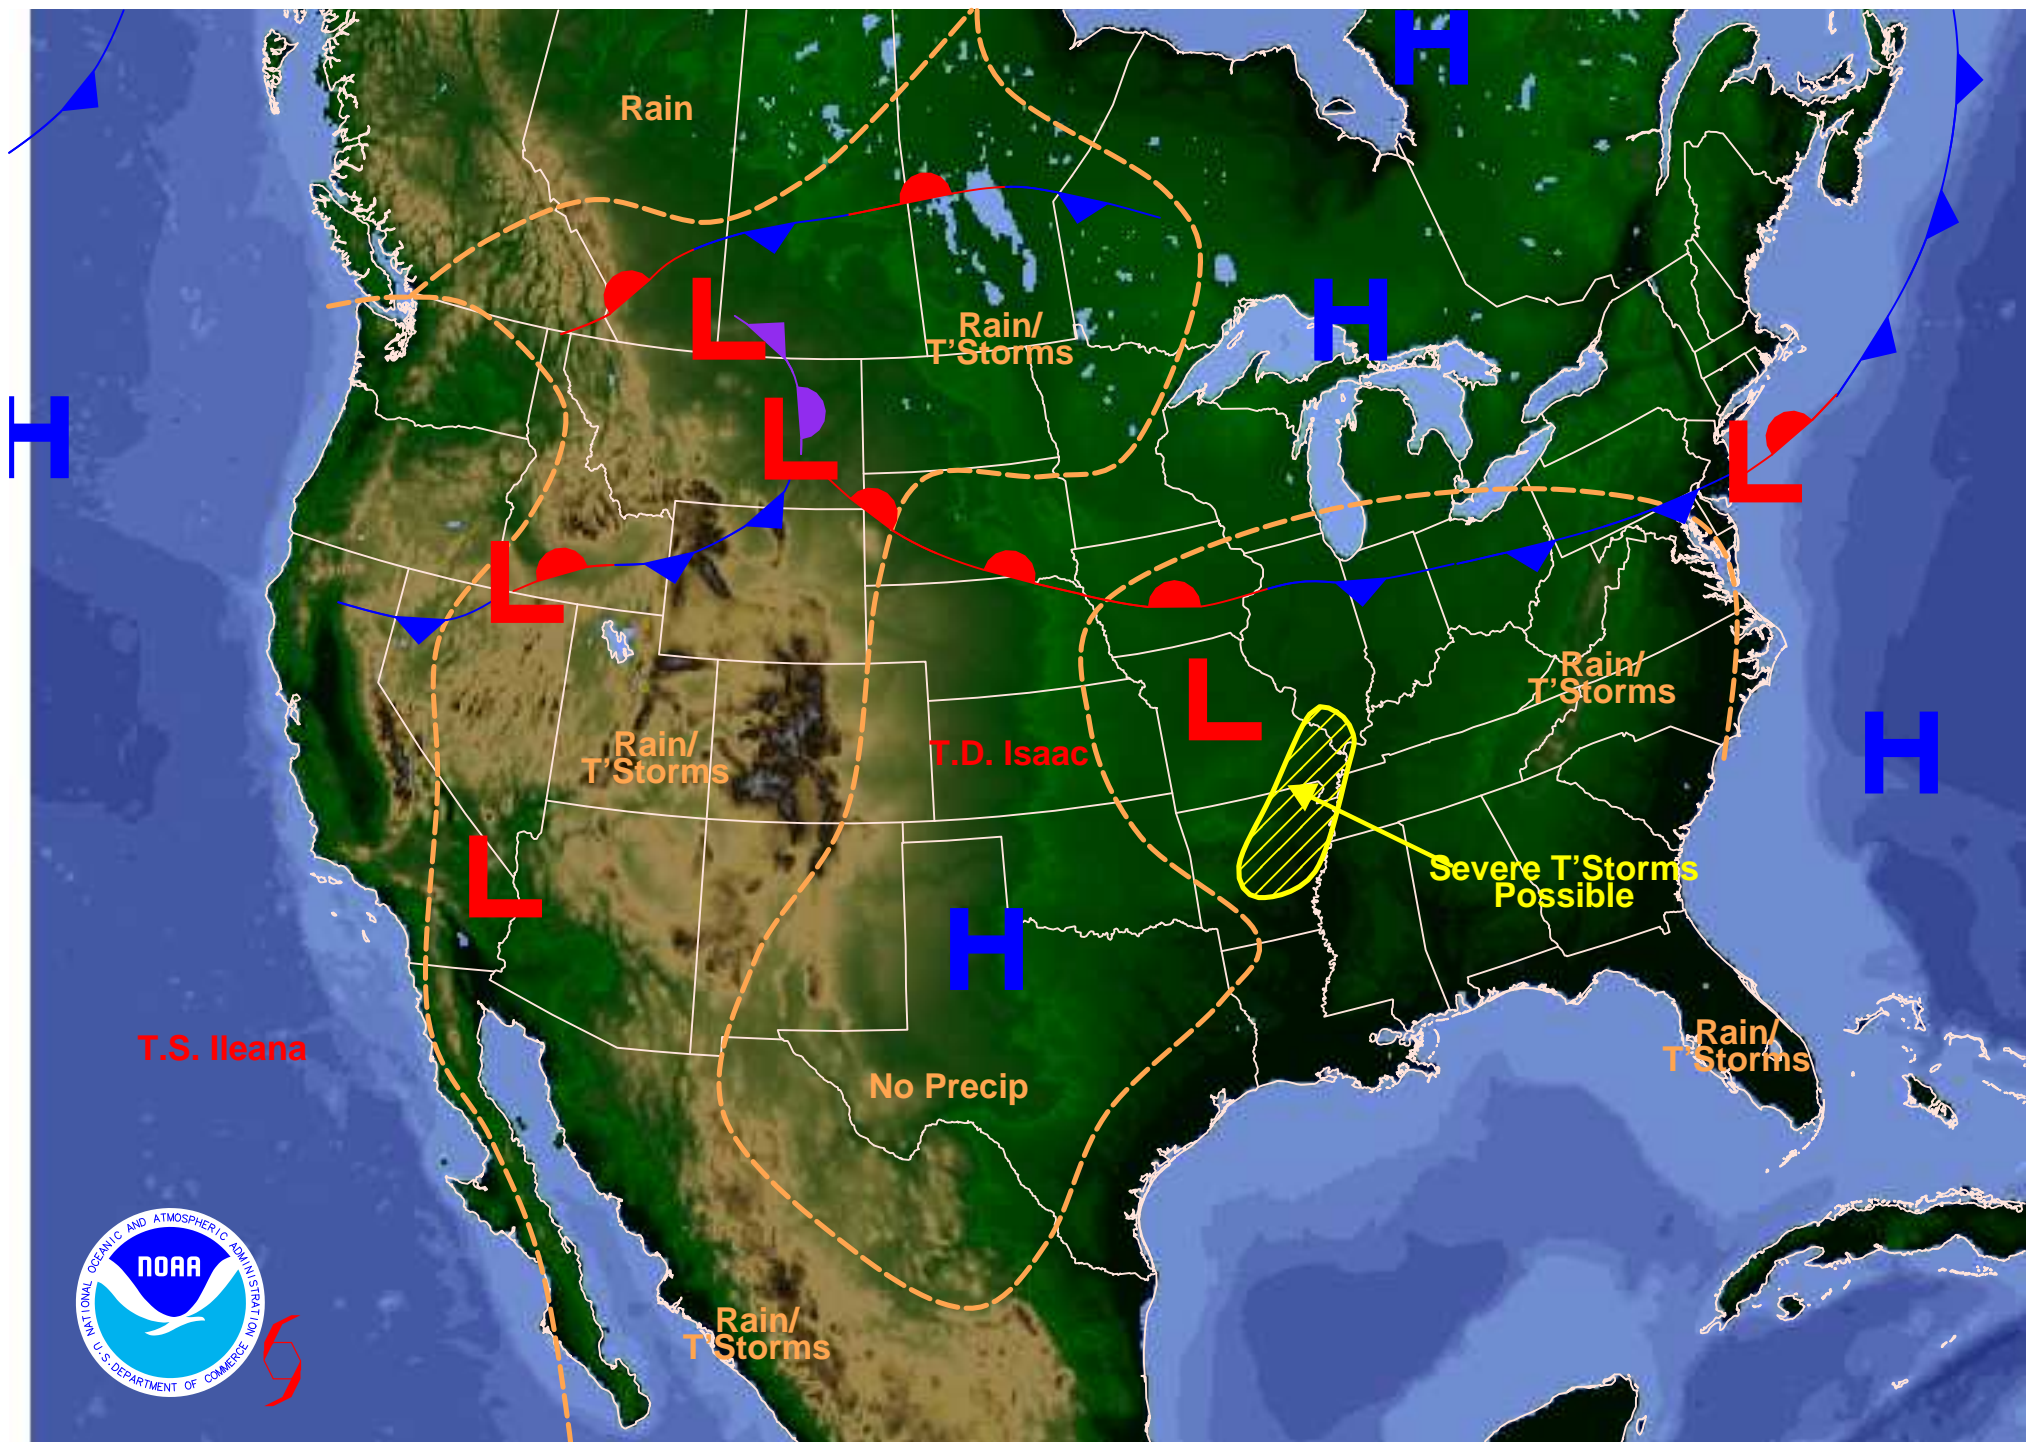 H
Rain
Rain/
T'Storms
H
L
H
L
L
L
Rain/
T'Storms
L
Rain/
T'Storms
T.D. Isaac
H
L
Severe T'Storms
Possible
H
T.S. Ileana
No Precip
Rain/
T'Storms
NATIONAL OCEANIC AND ATMOSPHERIC ADMINISTRATION
NOAA
U.S. DEPARTMENT OF COMMERCE
Rain/
T'Storms